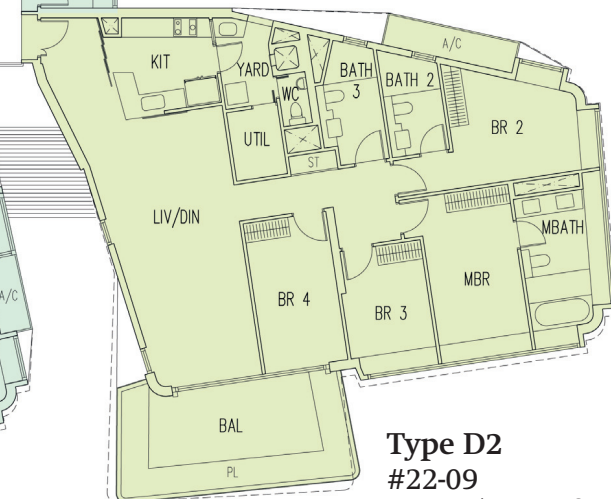 A/C
KIT
YARD
BATH
3
BATH 2
WC
BR 2
UTIL
ST
LIV/DIN
MBATH
A/C
BR 4
BR 3
MBR
BAL
PL
Type D2
#22-09